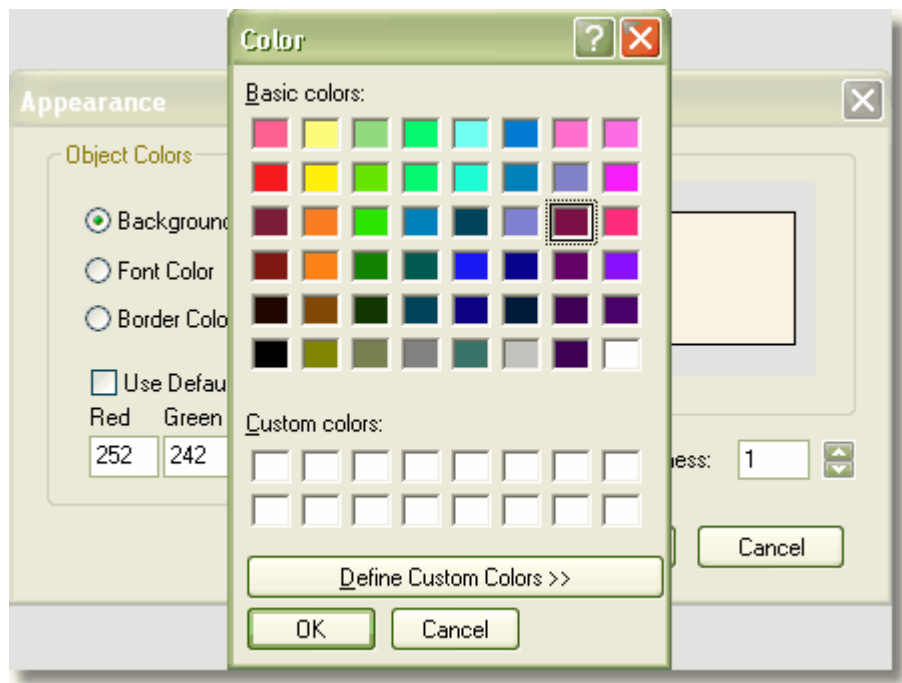 Color
Appearance
Basic colors:
Object Colors
Background
Font Color
Border Colo
Use Defau
Red Green
252 242
Custom colors:
ness: 1
Cancel
Define Custom Colors >>
OK Cancel